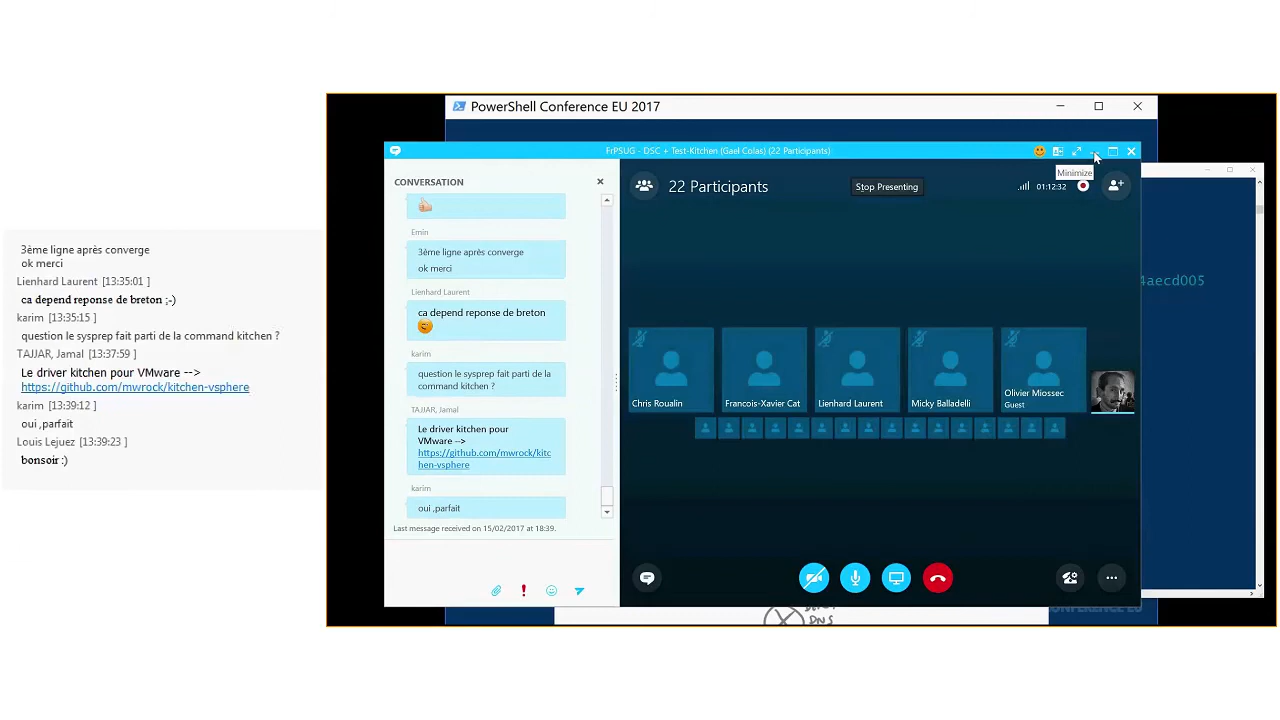 3ème ligne après converge
ok merci
Lienhard Laurent [13:35:01 ]
ca depend reponse de breton ;-)
karim [13:35:15 ]
question le sysprep fait parti de la command kitchen ?
TAJJAR, Jamal [13:37:59 ]
Le driver kitchen pour VMware -->
https://github.com/mwrock/kitchen-vsphere
karim [13:39:12 ]
oui ,parfait
Louis Lejuez [13:39:23 ]
bonsoir :)
PowerShell Conference EU 2017
FrPSUG - DSC + Test-Kitchen (Gael Colas) (22 Participants)
CONVERSATION
Emin
3ème ligne après converge
ok merci
Lienhard Laurent
ca depend reponse de breton
karim
question le sysprep fait parti de la
command kitchen ?
TAJJAR, Jamal
Le driver kitchen pour
VMware -->
https://github.com/mwrock/kitc
hen-vsphere
karim
oui ,parfait
Last message received on 15/02/2017 at 18:39.
22 Participants
Stop Presenting
Minimize
01:12:32
Chris Roualin
Francois-Xavier Cat
Lienhard Laurent
Micky Balladelli
Olivier Miossec
Guest
4aecd005
DNS
CONFERENCE EU